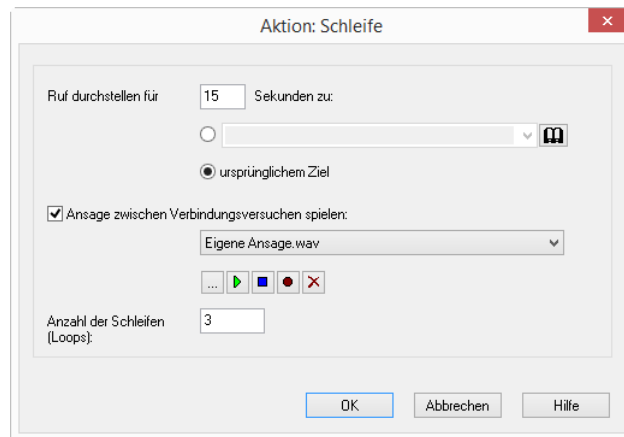 Aktion: Schleife
Ruf durchstellen für 15 Sekunden zu:
ursprünglichem Ziel
Ansage zwischen Verbindungsversuchen spielen:
Eigene Ansage.wav
...
Anzahl der Schleifen 3
(Loops):
OK Abbrechen Hilfe